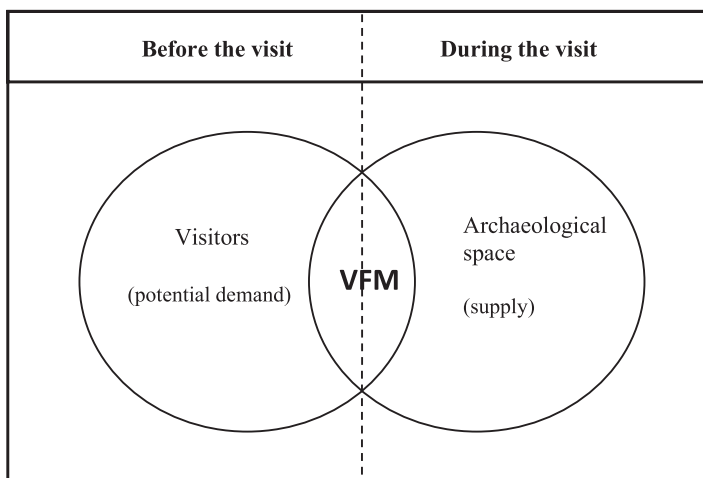 Before the visit
During the visit
Visitors
(potential demand)
VFM
Archaeological
space
(supply)